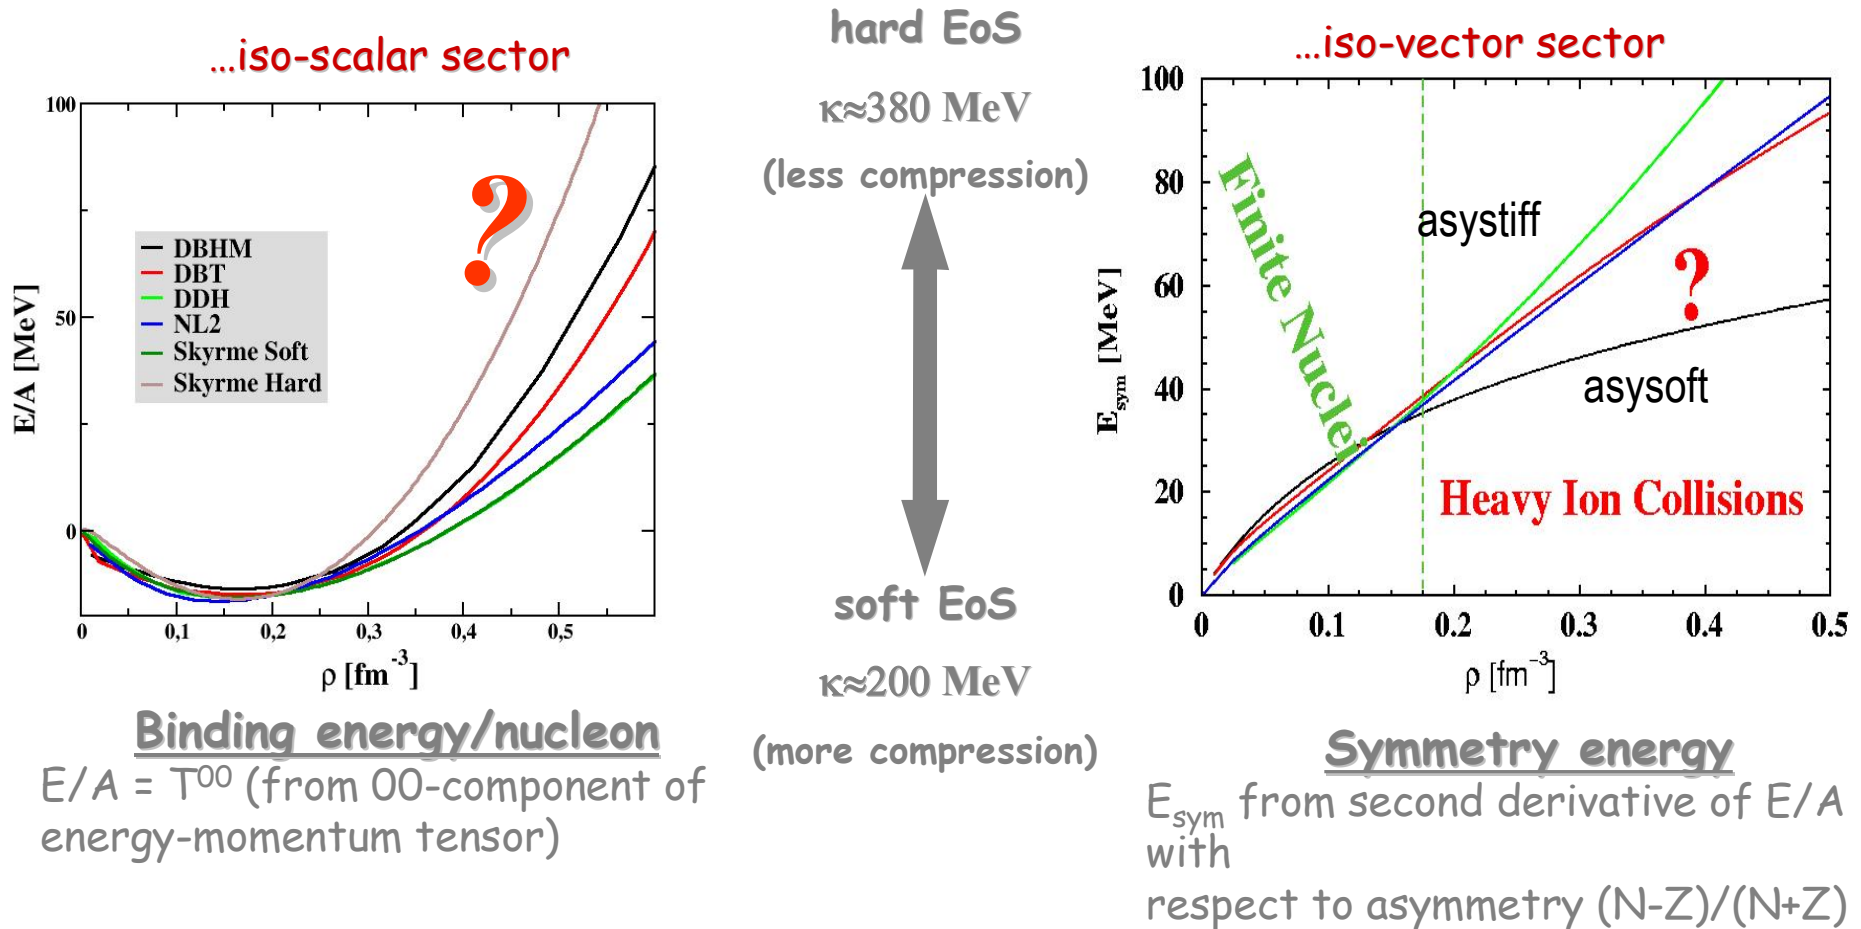 …iso-scalar sector
100
50
0
E/A [MeV]
DBHM
DBT
DDH
NL2
Skyrme Soft
Skyrme Hard
?
0
0,1
0,2
0,3
0,4
0,5
ρ [fm⁻³]
Binding energy/nucleon
E/A = T⁰⁰ (from 00-component of
energy-momentum tensor)
hard EoS
κ≈380 MeV
(less compression)
soft EoS
κ≈200 MeV
(more compression)
…iso-vector sector
100
80
60
40
20
0
E_sym [MeV]
Finite Nuclei
asystiff
?
asysoft
Heavy Ion Collisions
0
0.1
0.2
0.3
0.4
0.5
ρ [fm⁻³]
Symmetry energy
E_sym from second derivative of E/A
with
respect to asymmetry (N-Z)/(N+Z)